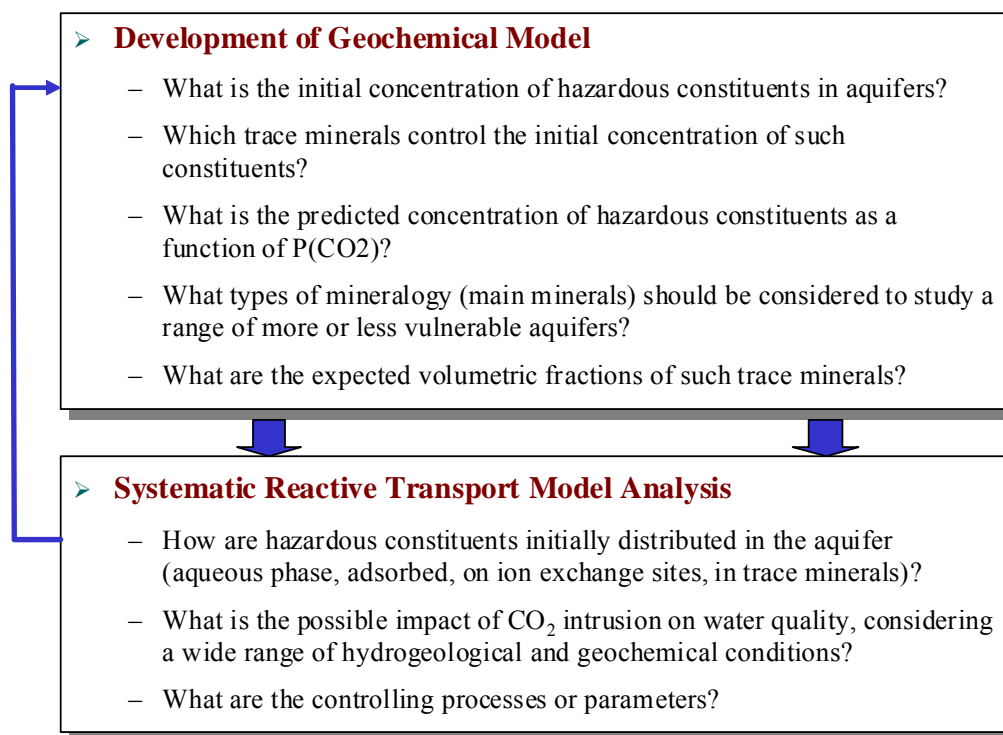 ➢ Development of Geochemical Model
– What is the initial concentration of hazardous constituents in aquifers?
– Which trace minerals control the initial concentration of such
constituents?
– What is the predicted concentration of hazardous constituents as a
function of P(CO2)?
– What types of mineralogy (main minerals) should be considered to study a
range of more or less vulnerable aquifers?
– What are the expected volumetric fractions of such trace minerals?
➢ Systematic Reactive Transport Model Analysis
– How are hazardous constituents initially distributed in the aquifer
(aqueous phase, adsorbed, on ion exchange sites, in trace minerals)?
– What is the possible impact of CO₂ intrusion on water quality, considering
a wide range of hydrogeological and geochemical conditions?
– What are the controlling processes or parameters?